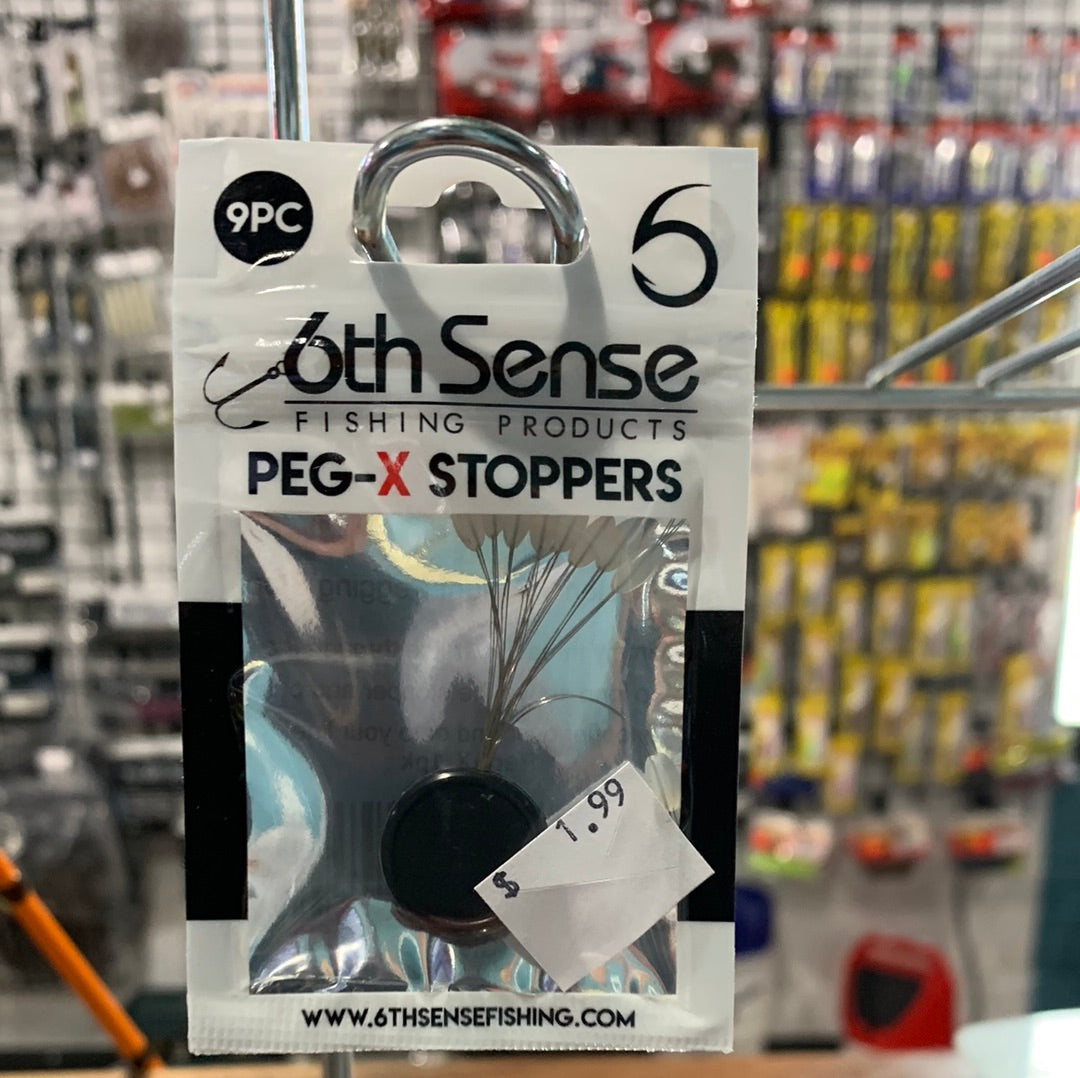 9PC
6
6th Sense
FISHING PRODUCTS
PEG-X STOPPERS
$ 1.99
WWW.6THSENSEFISHING.COM